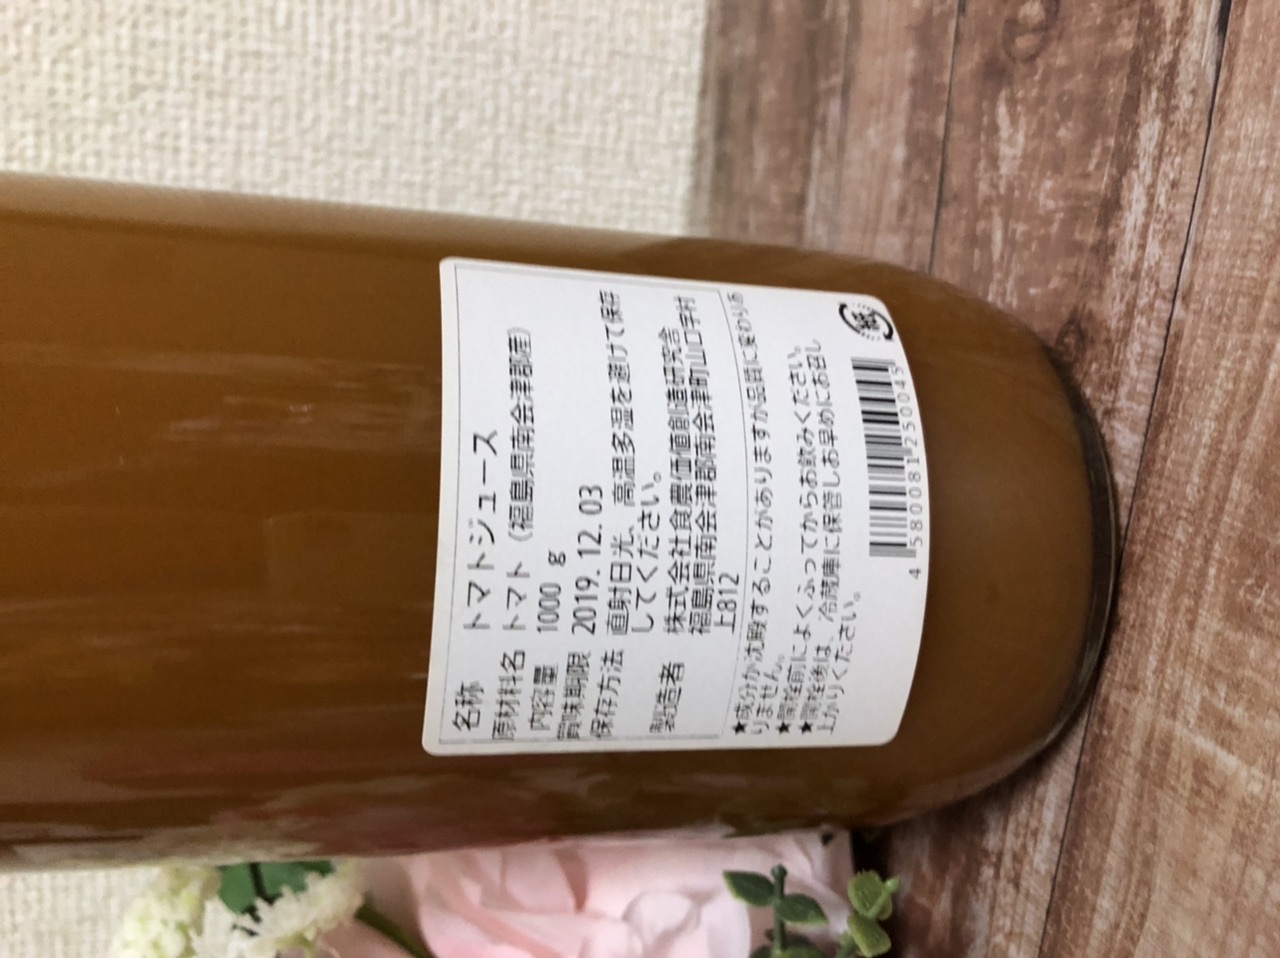 名称 トマトジュース
原材料名 トマト（福島県南会津郡産）
内容量 1000 g
賞味期限 2019.12.03
保存方法 直射日光、高温多湿を避けて保存
してください。
製造者 株式会社食農価値創造研究会
福島県南会津郡南会津町山口字村
上812
★成分が沈殿することがありますが品質に変わりあ
りません。
★開栓前によくふってからお飲みください。
★開栓後は、冷蔵庫に保管しお早めにお召し
上がりください。
4 580081 250045
紙